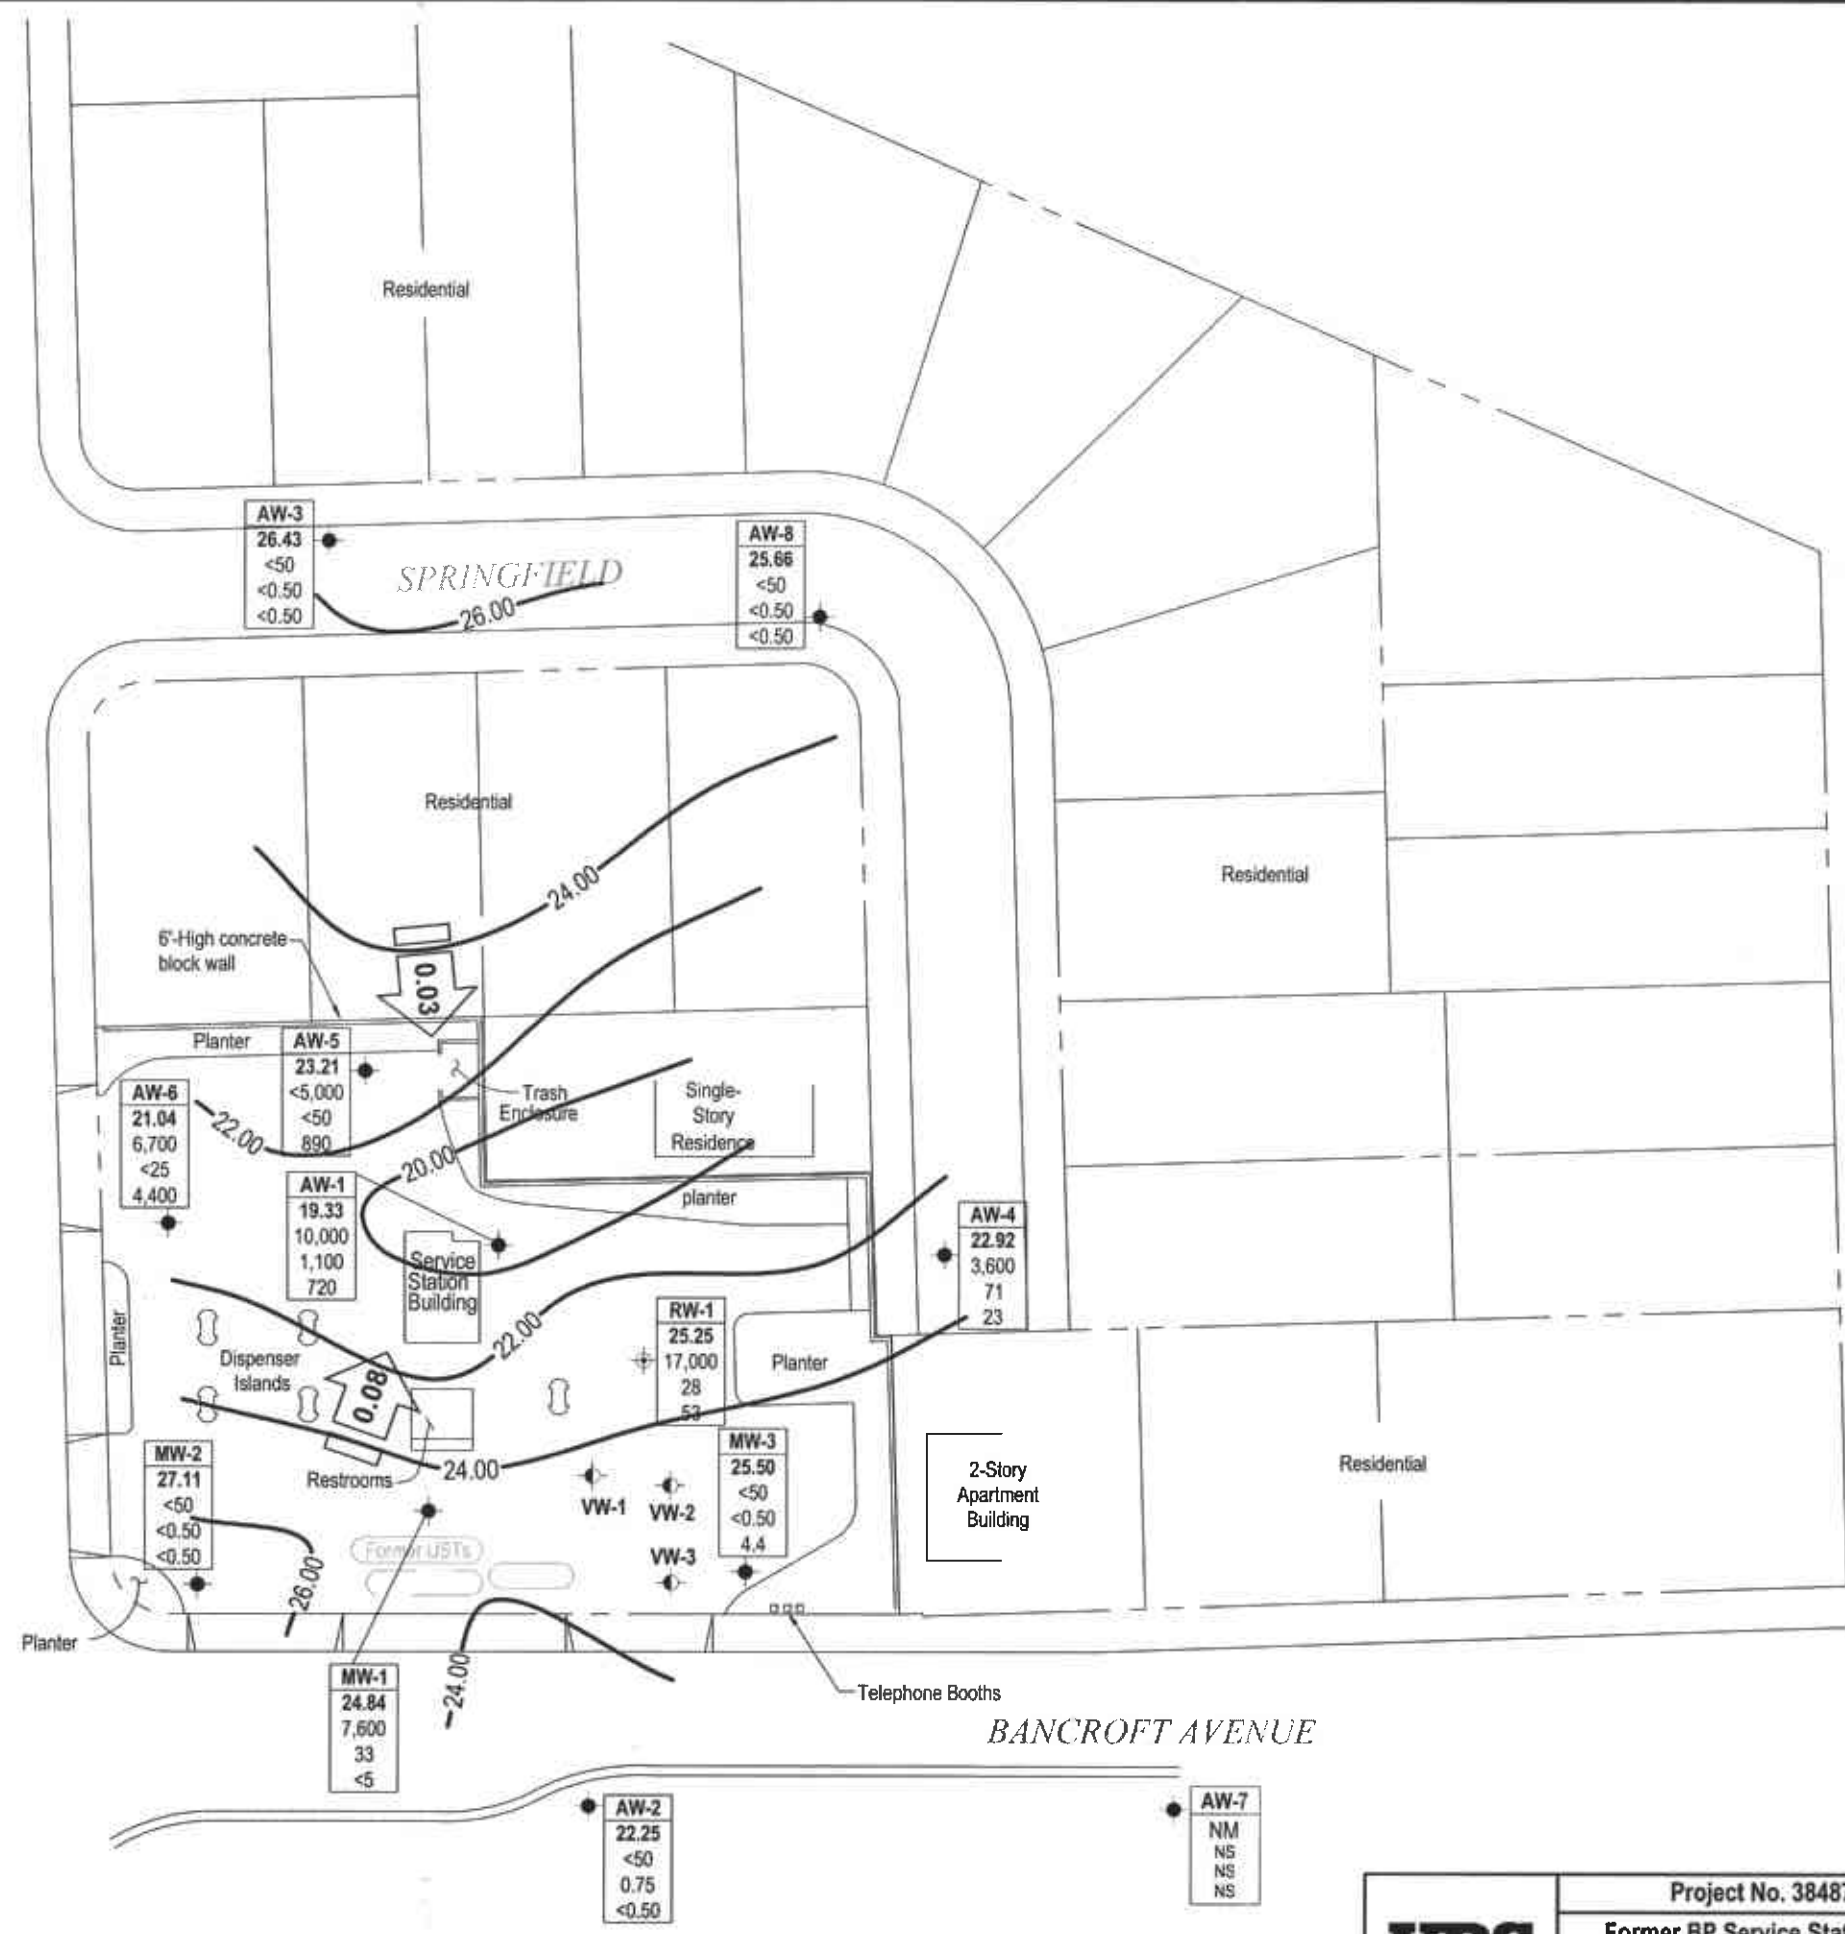 Residential
AW-3
26.43
<50
<0.50
<0.50
SPRINGFIELD
26.00
AW-8
25.66
<50
<0.50
<0.50
Residential
24.00
Residential
6'-High concrete
block wall
0.03
Planter
AW-5
23.21
<5,000
<50
890
AW-6
21.04
6,700
<25
4,400
22.00
Trash
Enclosure
Single-
Story
Residence
20.00
AW-1
19.33
10,000
1,100
720
planter
AW-4
22.92
3,600
71
23
Service
Station
Building
Planter
22.00
RW-1
25.25
17,000
28
53
Planter
Dispenser
Islands
0.08
MW-2
27.11
<50
<0.50
<0.50
Restrooms
24.00
VW-1
VW-2
VW-3
MW-3
25.50
<50
<0.50
4.4
2-Story
Apartment
Building
Residential
Former USTs
26.00
Planter
24.00
MW-1
24.84
7,600
33
<5
Telephone Booths
BANCROFT AVENUE
AW-2
22.25
<50
0.75
<0.50
AW-7
NM
NS
NS
NS
Project No. 38487
Former BP Service Stat